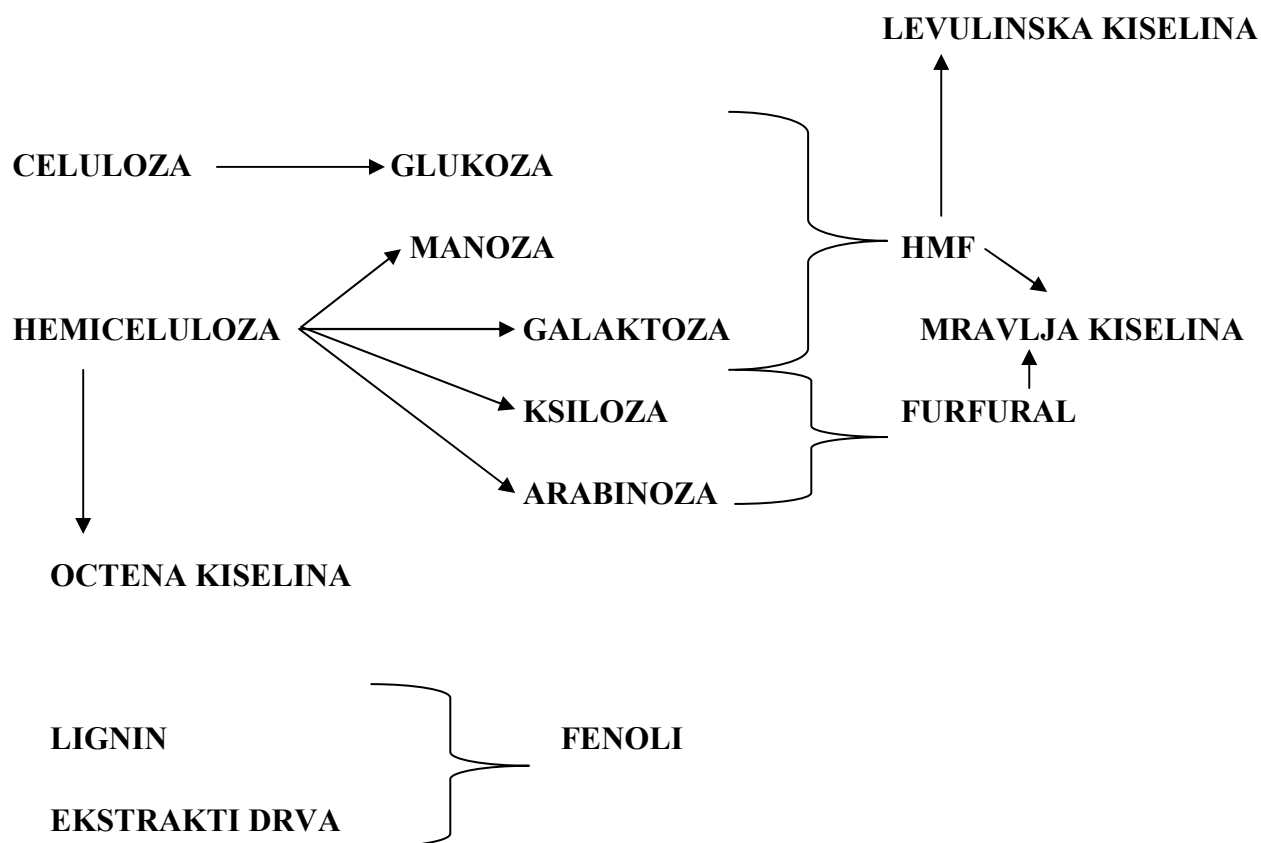 LEVULINSKA KISELINA
CELULOZA
GLUKOZA
MANOZA
HMF
HEMICELULOZA
GALAKTOZA
MRAVLJA KISELINA
KSILOZA
FURFURAL
ARABINOZA
OCTENA KISELINA
LIGNIN
FENOLI
EKSTRAKTI DRVA